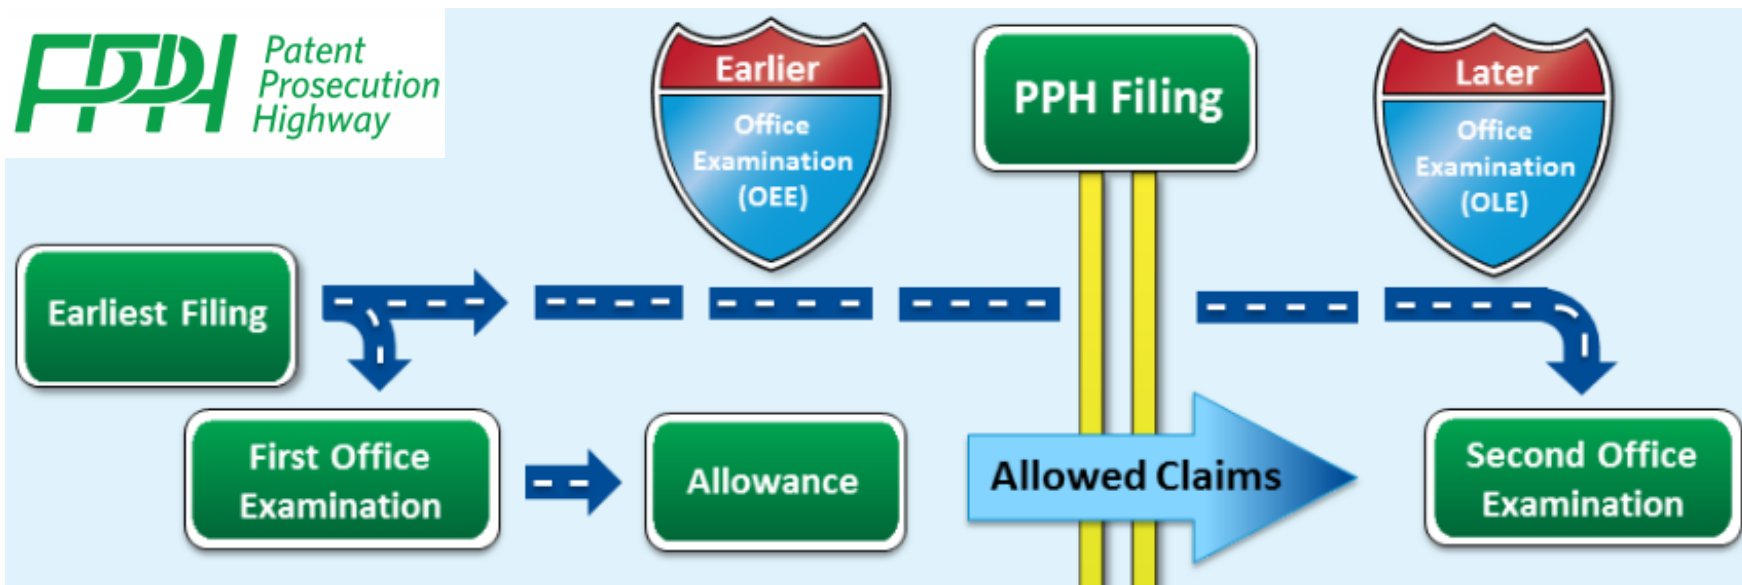 PPH
Patent
Prosecution
Highway
Earlier
Office
Examination
(OEE)
PPH Filing
Later
Office
Examination
(OLE)
Earliest Filing
First Office
Examination
Allowance
Allowed Claims
Second Office
Examination